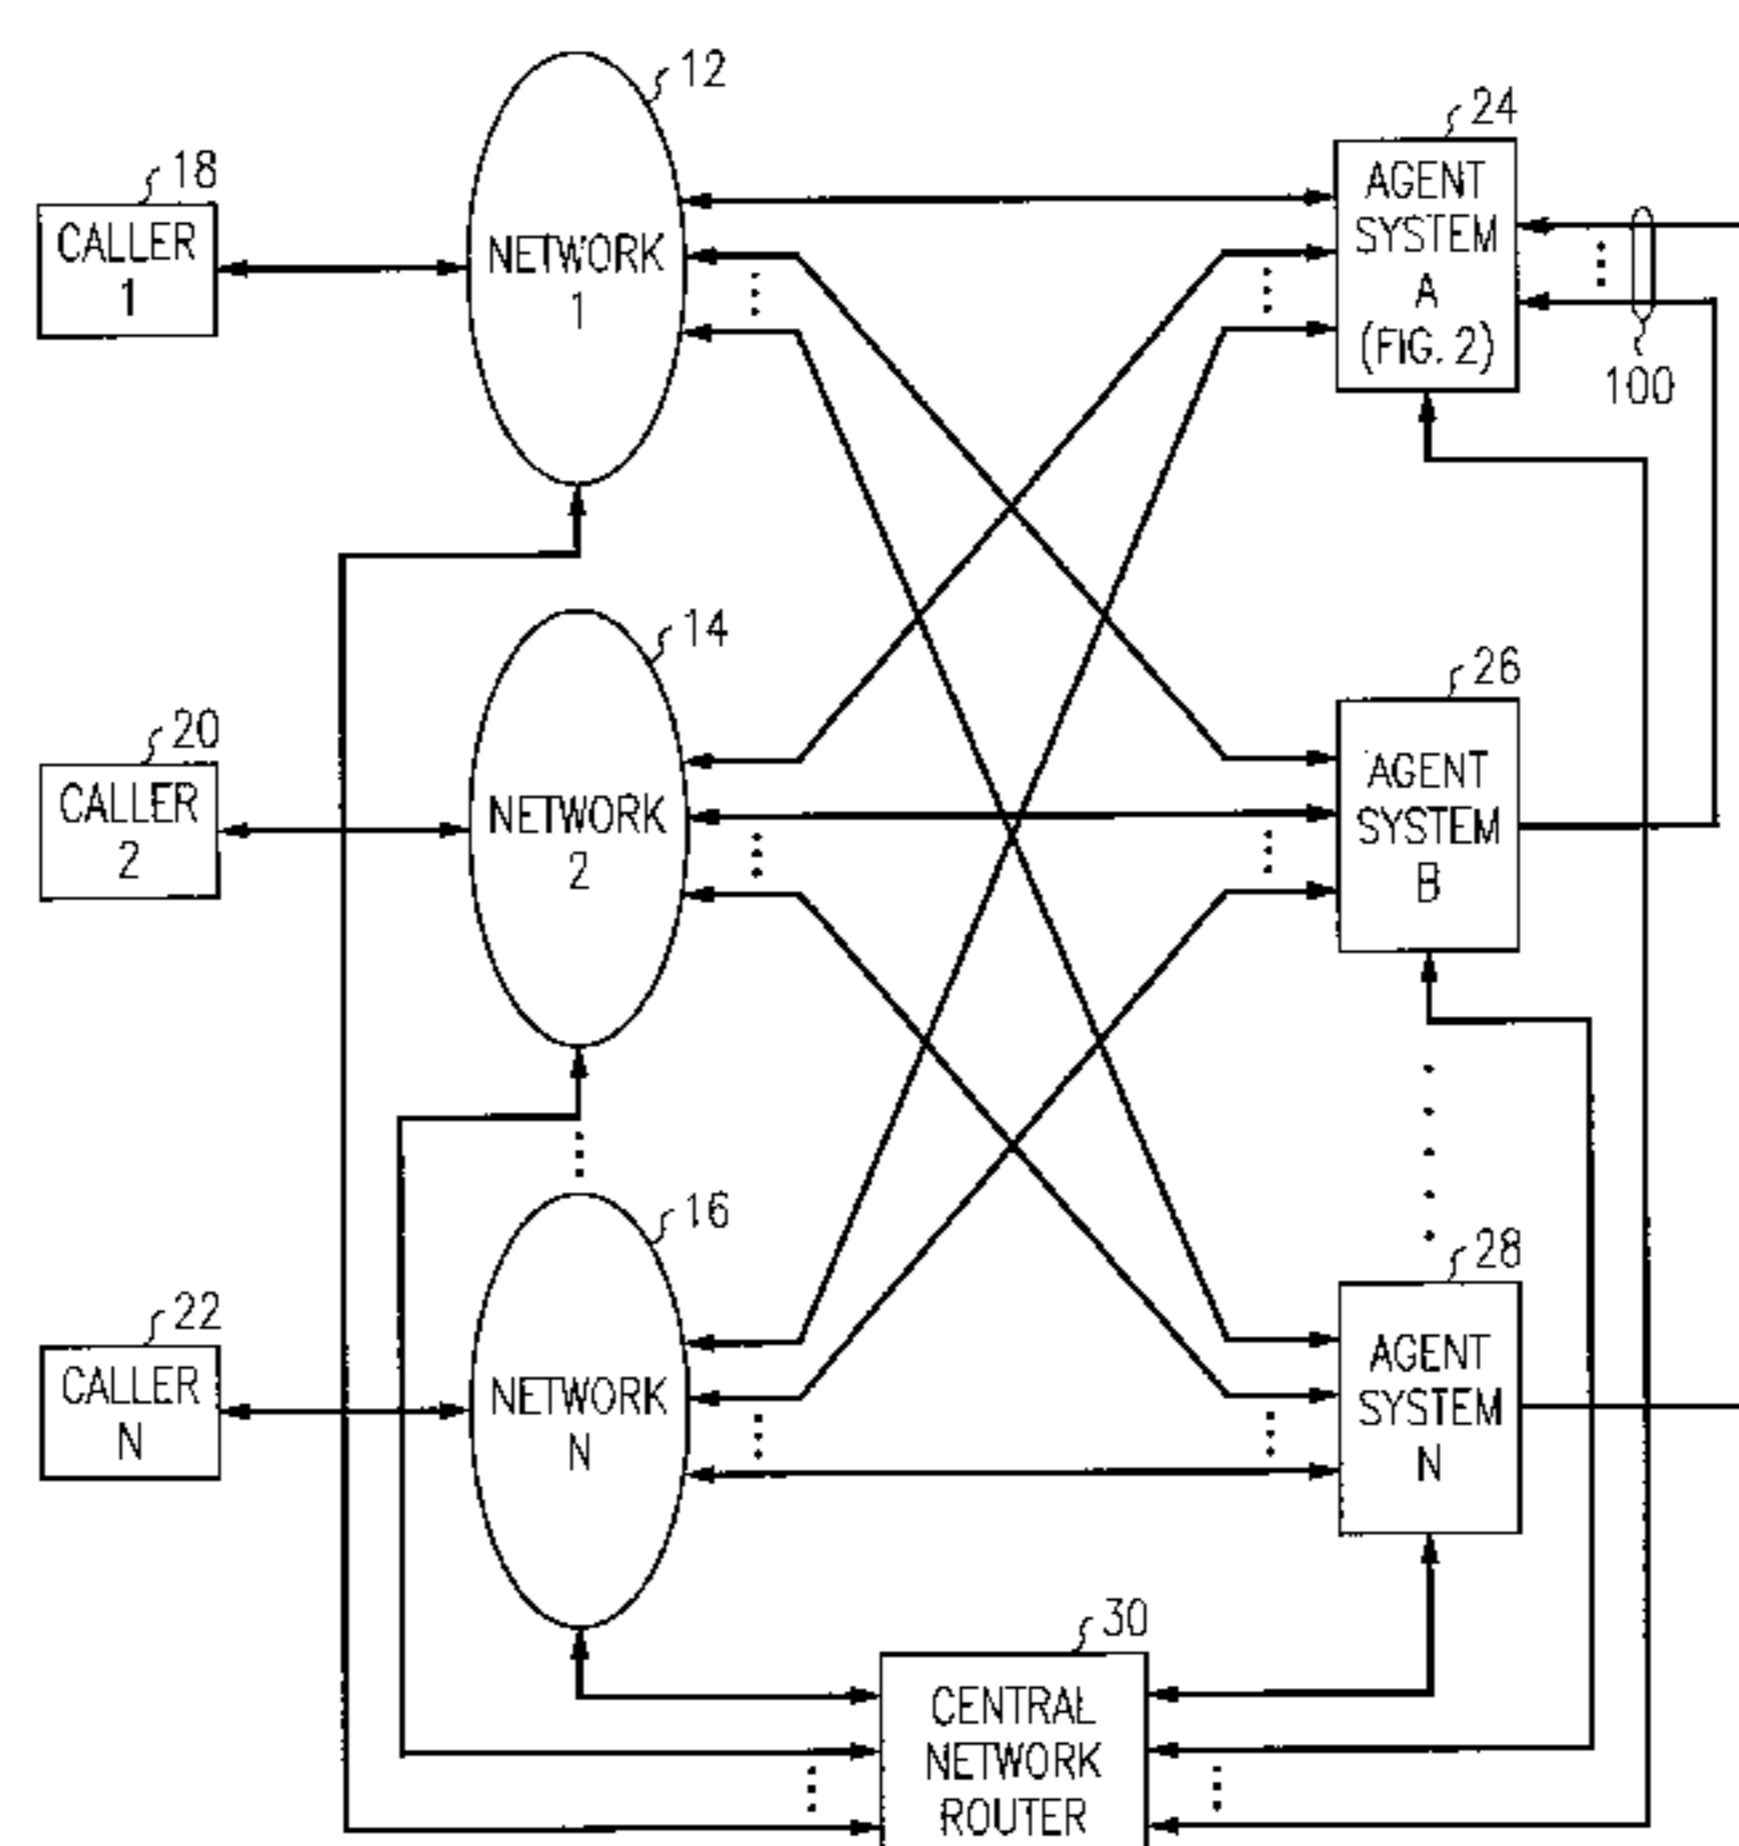 12
24
18
CALLER
1
NETWORK
1
AGENT
SYSTEM
A
(FIG. 2)
100
14
26
20
CALLER
2
NETWORK
2
AGENT
SYSTEM
B
16
28
22
CALLER
N
NETWORK
N
AGENT
SYSTEM
N
30
CENTRAL
NETWORK
ROUTER